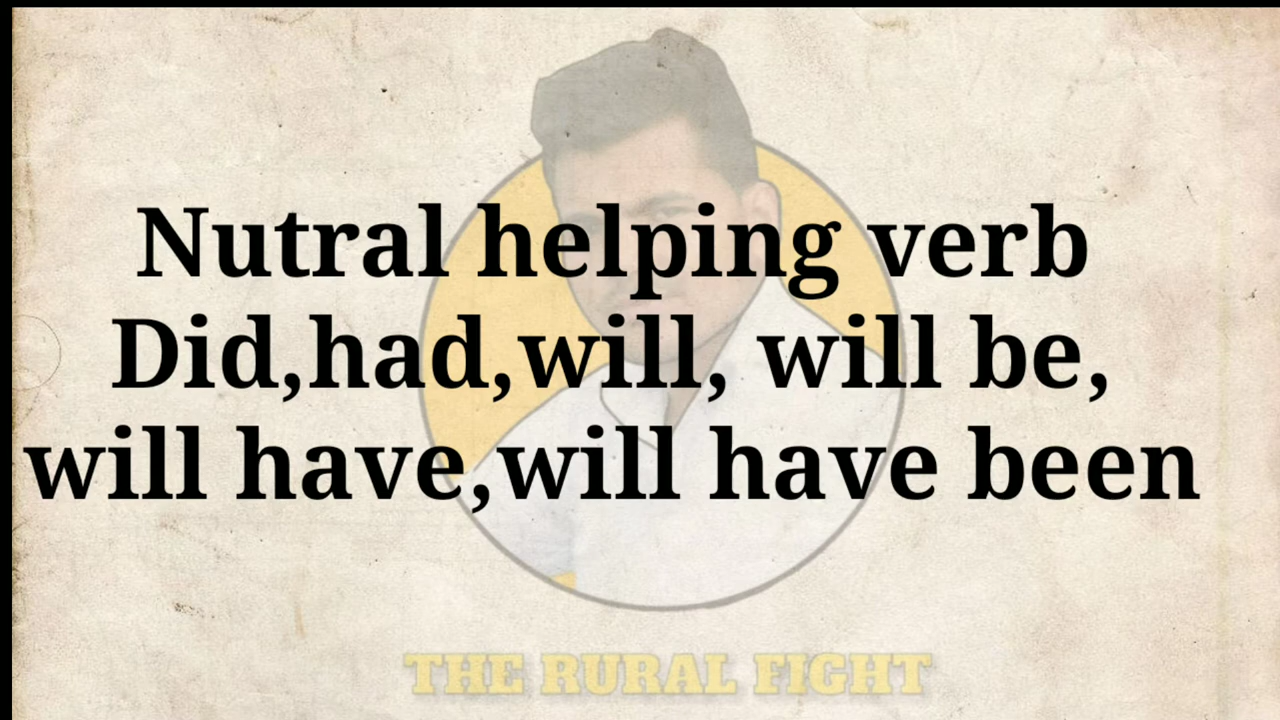 Nutral helping verb
Did,had,will, will be,
will have,will have been
THE RURAL FIGHT